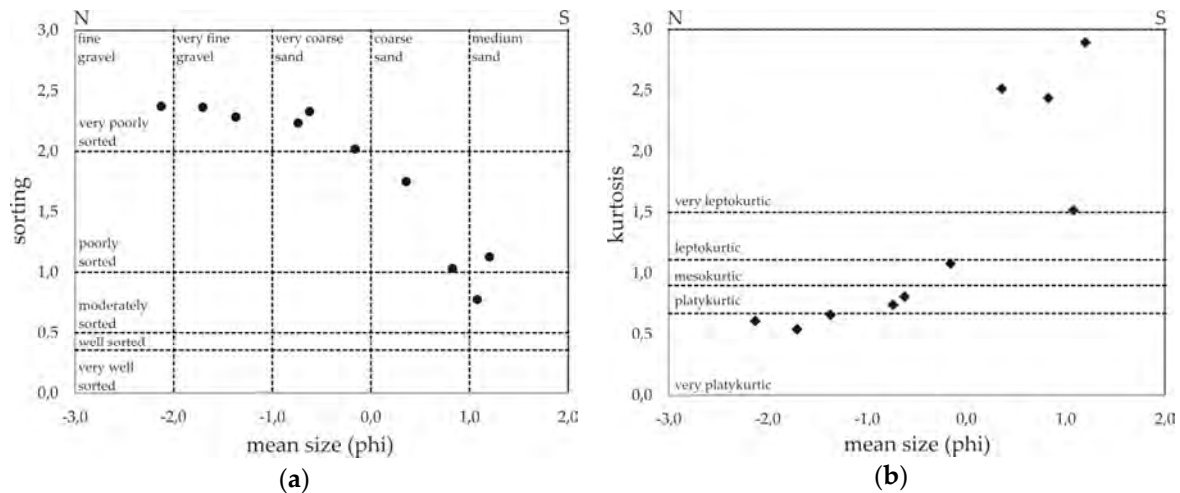 N S
3,0
fine very fine very coarse coarse medium
gravel gravel sand sand sand
2,5
very poorly
sorted
2,0
sorting
1,5
poorly
sorted
1,0
moderately
sorted
0,5
well sorted
very well
sorted
0,0
-3,0 -2,0 -1,0 0,0 1,0 2,0
mean size (phi)
(a)
N S
3,0
2,5
2,0
kurtosis
very leptokurtic
1,5
leptokurtic
mesokurtic
1,0
platykurtic
0,5
very platykurtic
0,0
-3,0 -2,0 -1,0 0,0 1,0 2,0
mean size (phi)
(b)